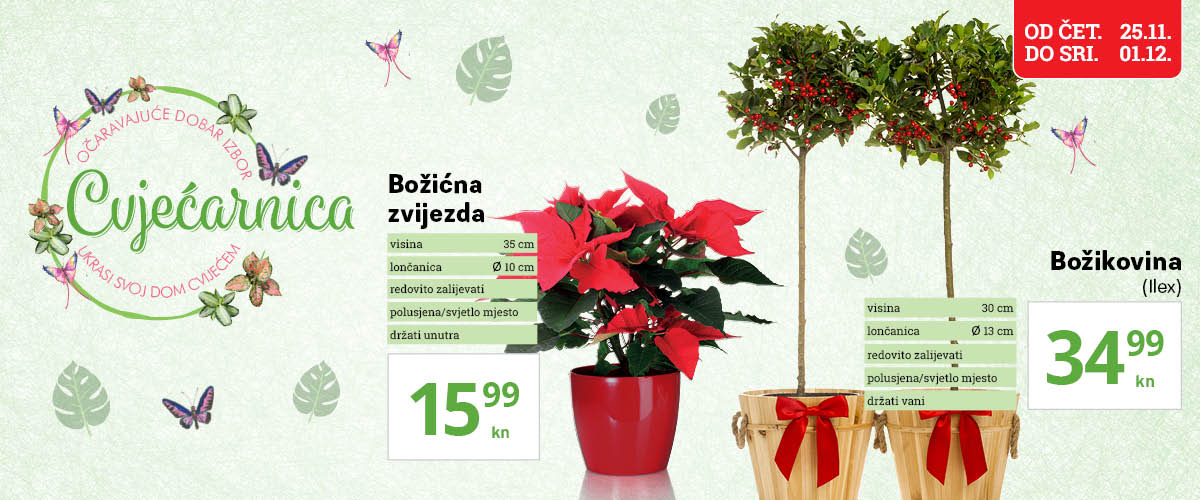 OČARAVAJUĆE DOBAR IZBOR
Cvjećarnica
UKRASI SVOJ DOM CVIJEĆEM
Božićna
zvijezda
visina 35 cm
lončanica Ø 10 cm
redovito zalijevati
polusjena/svjetlo mjesto
držati unutra
15 99
kn
OD ČET. 25.11.
DO SRI. 01.12.
Božikovina
(Ilex)
visina 30 cm
lončanica Ø 13 cm
redovito zalijevati
polusjena/svjetlo mjesto
držati vani
34 99
kn